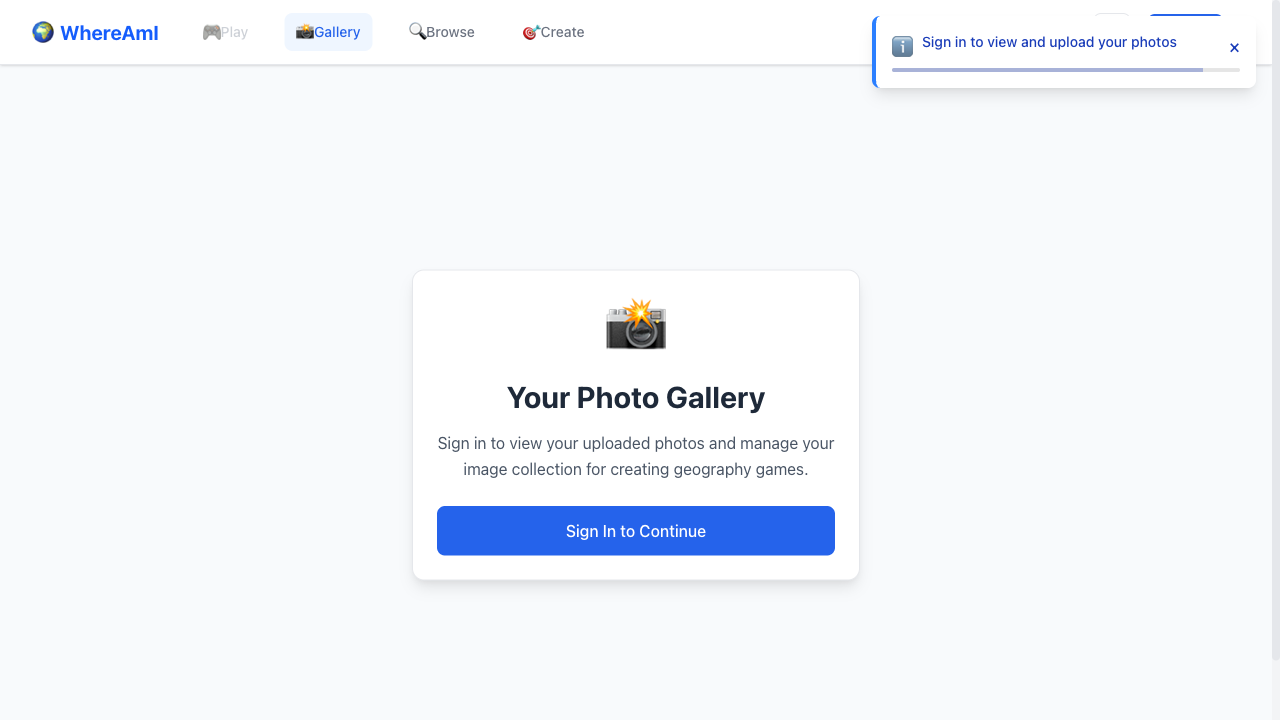 WhereAmI
Play
Gallery
Browse
Create
Sign in to view and upload your photos
×
Your Photo Gallery
Sign in to view your uploaded photos and manage your
image collection for creating geography games.
Sign In to Continue